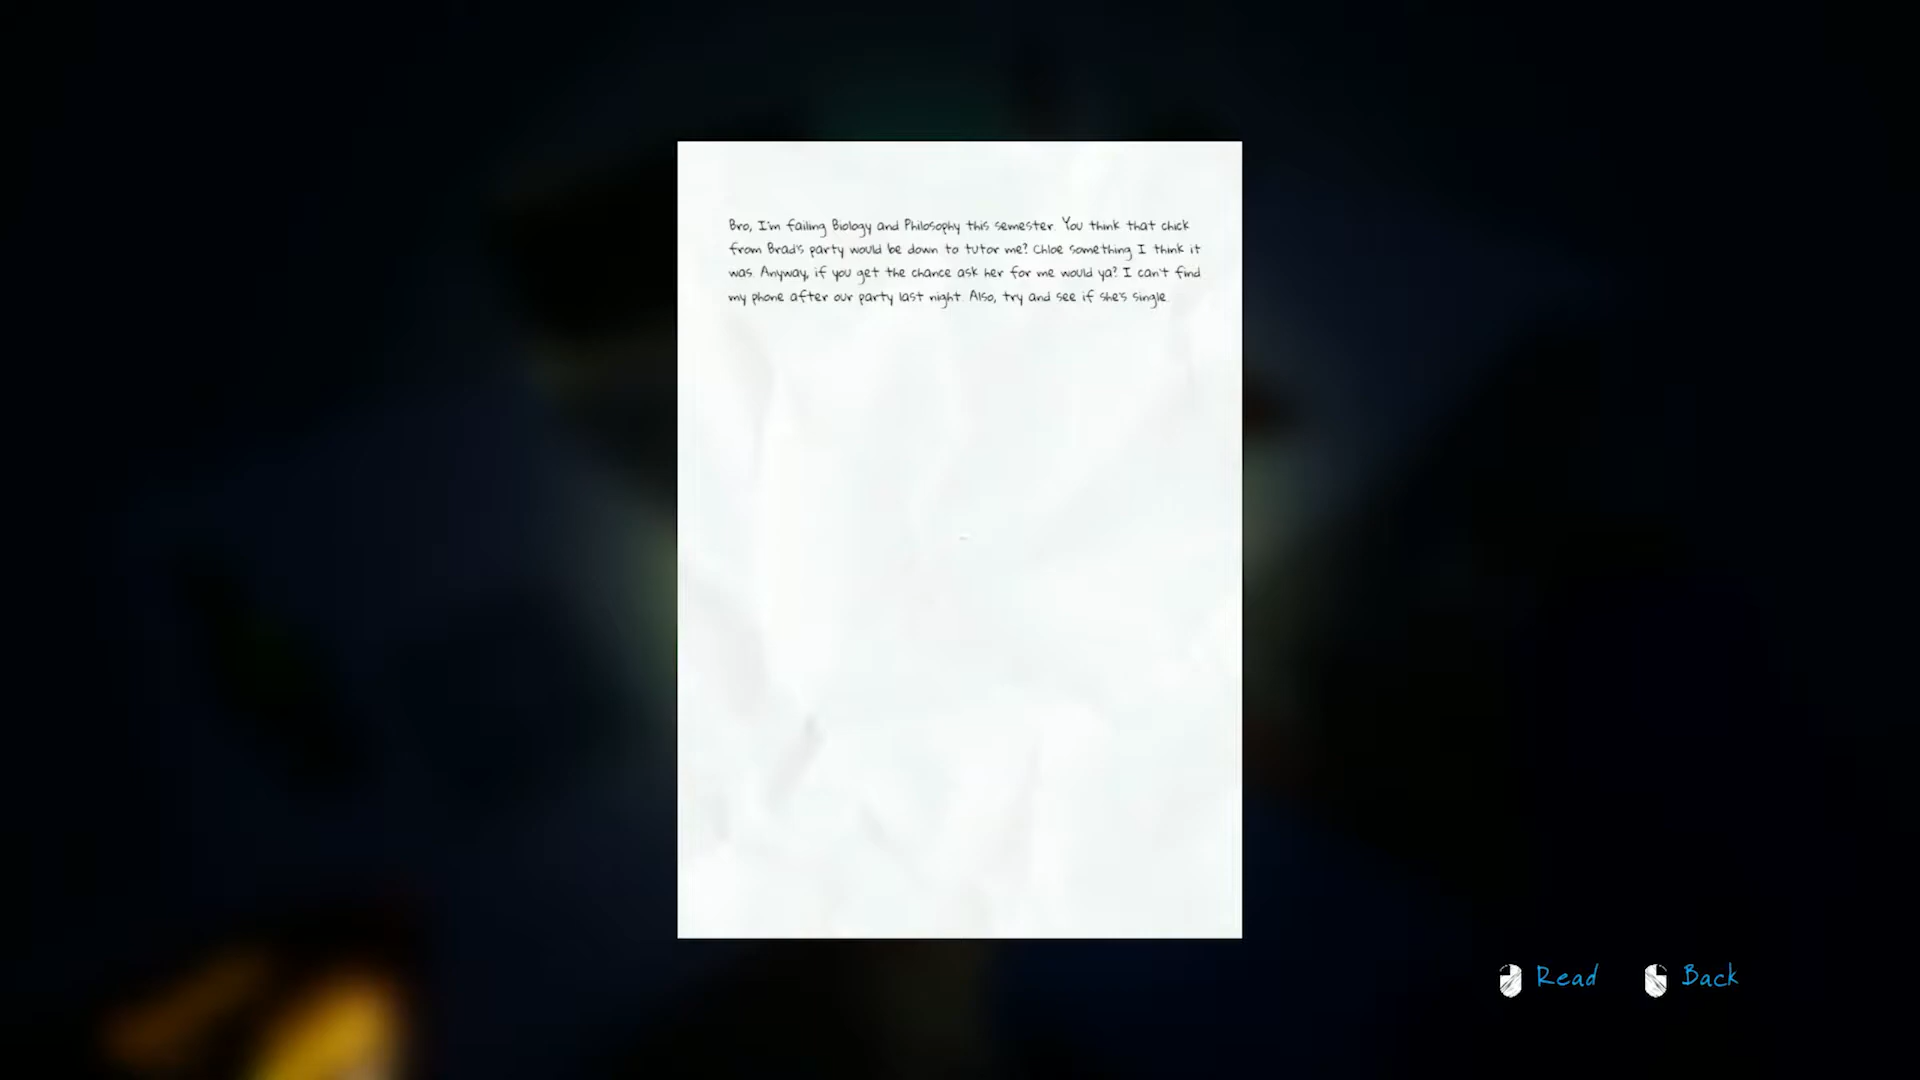 Bro, I'm failing Biology and Philosophy this semester. You think that chick
from Brad's party would be down to tutor me? Chloe something I think it
was. Anyway, if you get the chance ask her for me would ya? I can't find
my phone after our party last night. Also, try and see if she's single.
Read Back